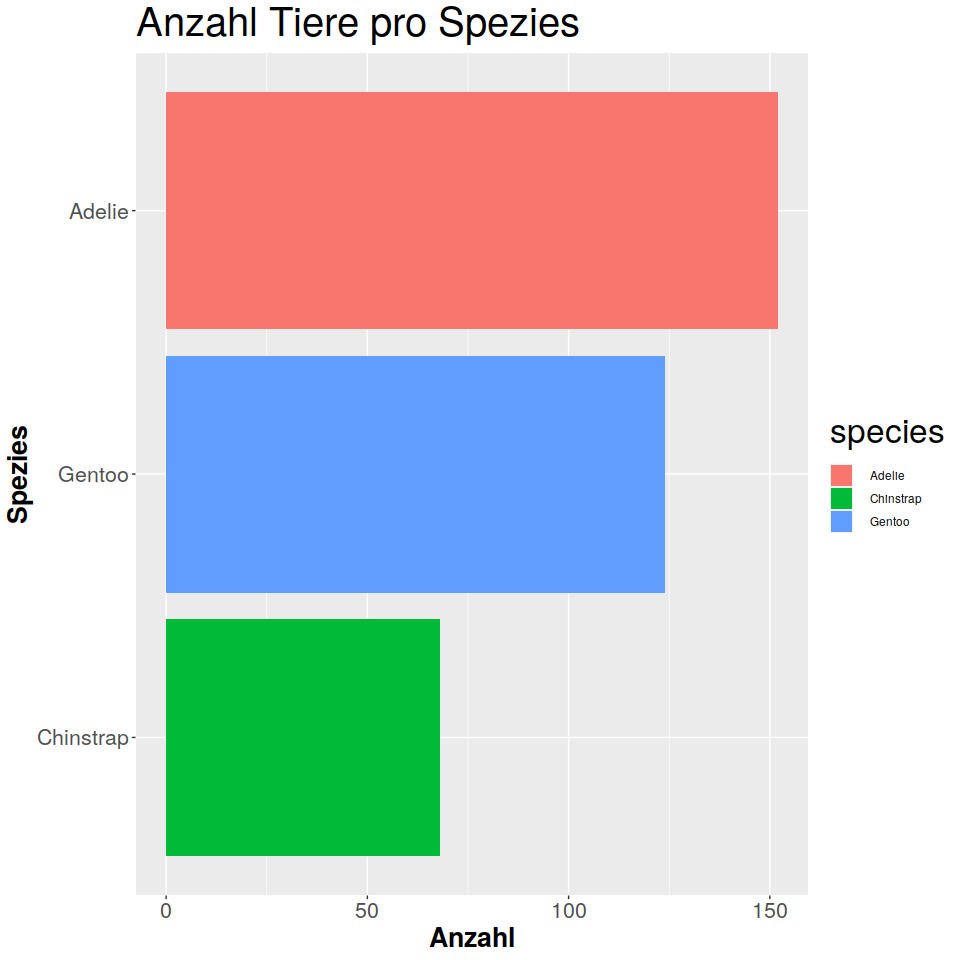 Anzahl Tiere pro Spezies
Spezies
Adelie
Gentoo
Chinstrap
0 50 100 150
Anzahl
species
Adelie
Chinstrap
Gentoo